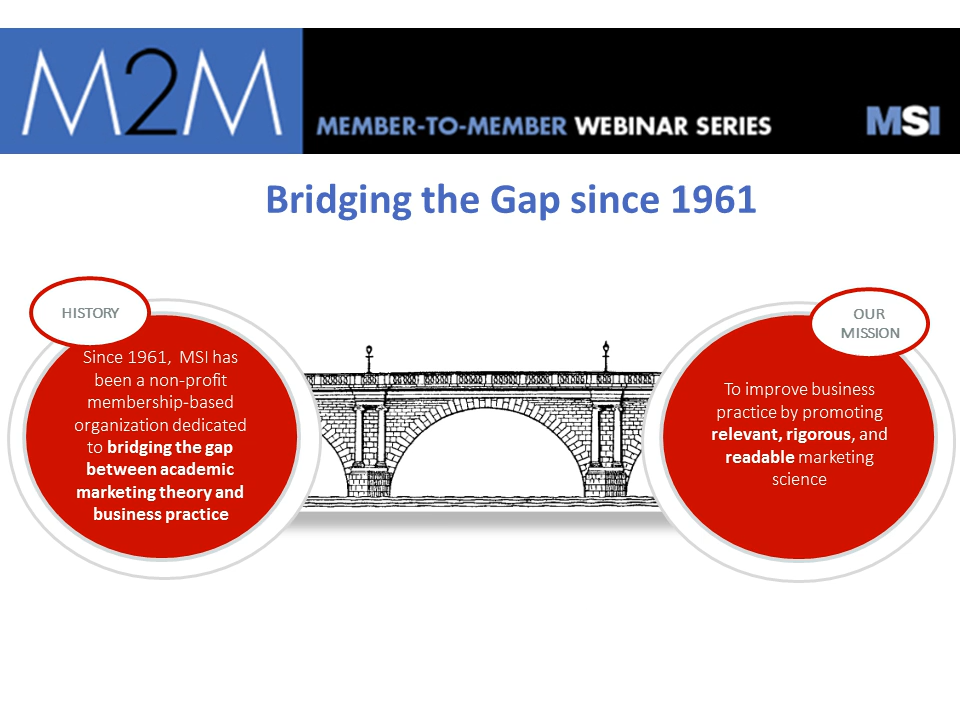 M2M
MEMBER-TO-MEMBER WEBINAR SERIES
MSI
Bridging the Gap since 1961
HISTORY
Since 1961, MSI has
been a non-profit
membership-based
organization dedicated
to bridging the gap
between academic
marketing theory and
business practice
OUR
MISSION
To improve business
practice by promoting
relevant, rigorous, and
readable marketing
science